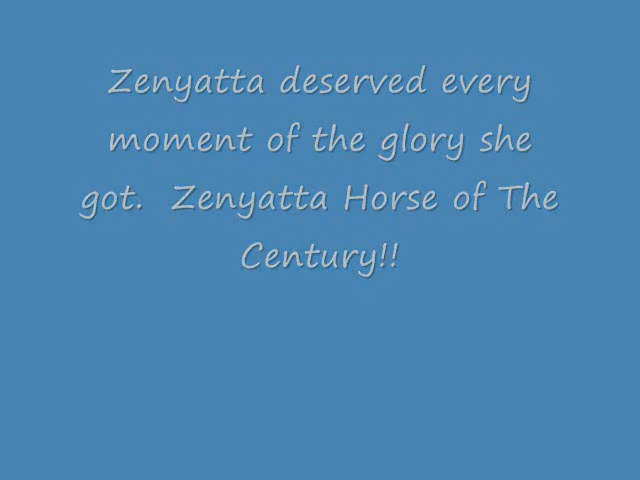 Zenyatta deserved every
moment of the glory she
got.  Zenyatta Horse of The
Century!!